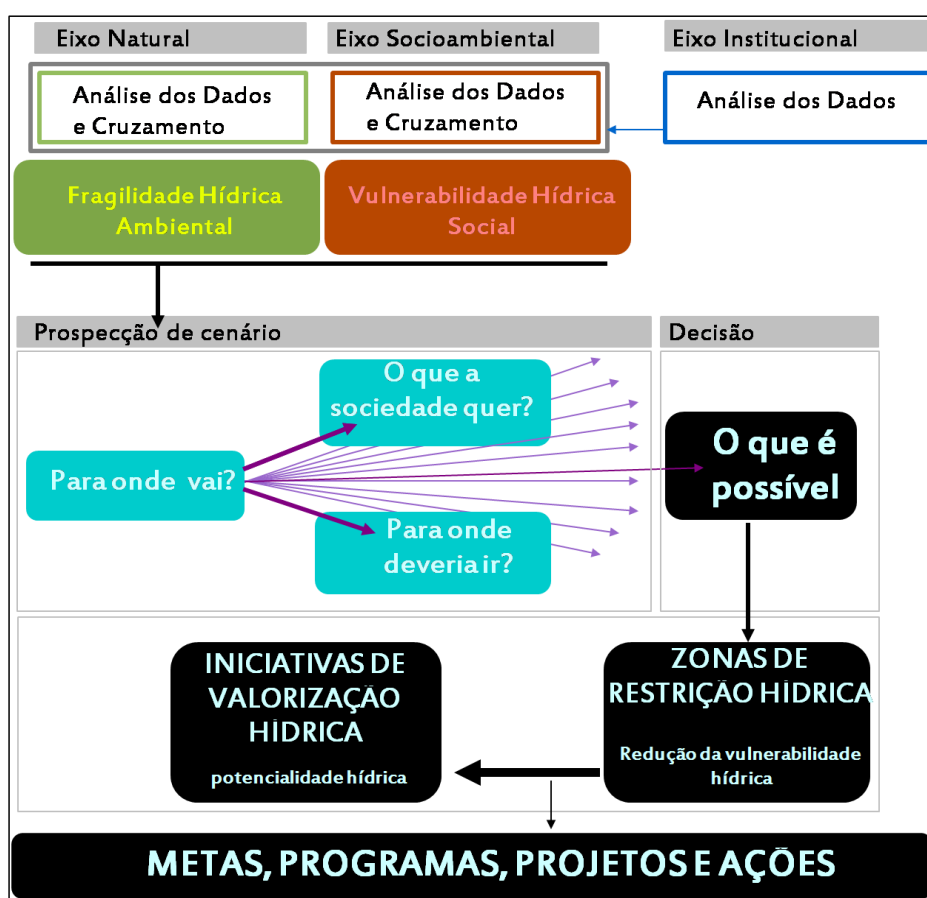 Eixo Natural
Eixo Socioambiental
Eixo Institucional
Análise dos Dados
e Cruzamento
Análise dos Dados
e Cruzamento
Análise dos Dados
Fragilidade Hídrica
Ambiental
Vulnerabilidade Hídrica
Social
Prospecção de cenário
Decisão
O que a
sociedade quer?
Para onde vai?
Para onde
deveria ir?
O que é
possível
INICIATIVAS DE
VALORIZAÇÃO
HÍDRICA
potencialidade hídrica
ZONAS DE
RESTRIÇÃO HÍDRICA
Redução da vulnerabilidade
hídrica
METAS, PROGRAMAS, PROJETOS E AÇÕES